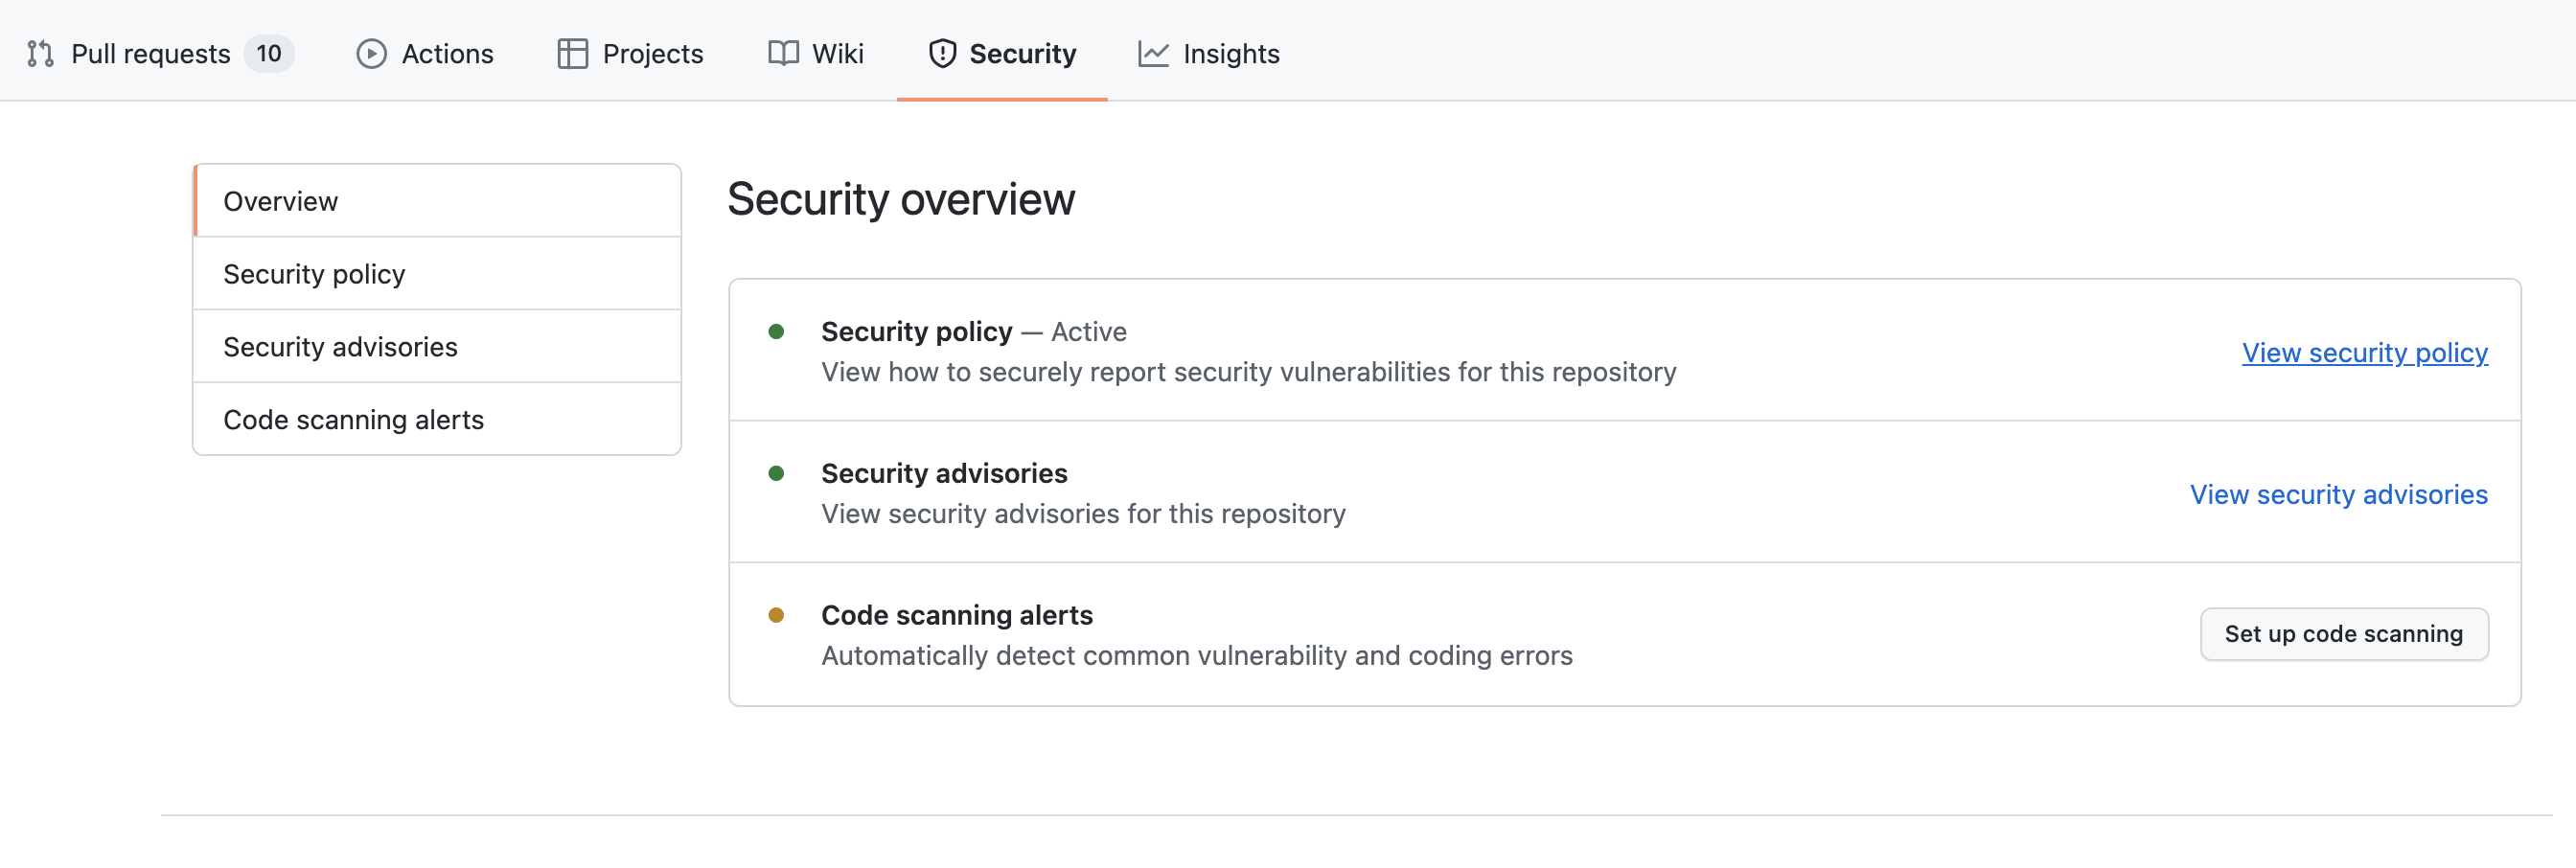 Pull requests 10 Actions Projects Wiki Security Insights
Overview
Security policy
Security advisories
Code scanning alerts
Security overview
Security policy — Active
View how to securely report security vulnerabilities for this repository
View security policy
Security advisories
View security advisories for this repository
View security advisories
Code scanning alerts
Automatically detect common vulnerability and coding errors
Set up code scanning